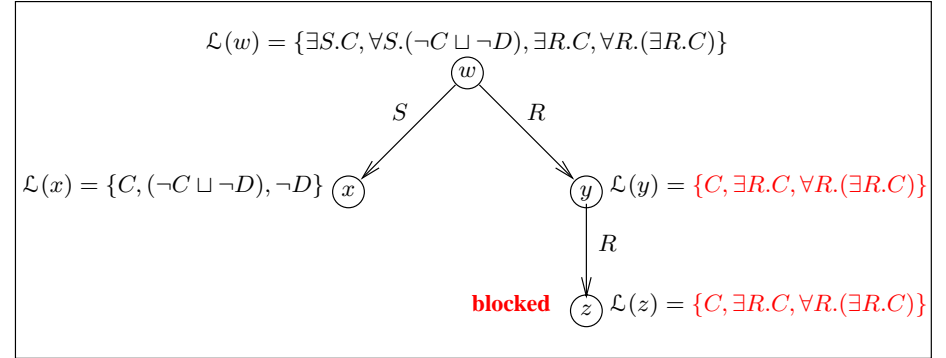 ℒ(w) = {∃S.C, ∀S.(¬C ⊔ ¬D), ∃R.C, ∀R.(∃R.C)}
w
S
R
ℒ(x) = {C, (¬C ⊔ ¬D), ¬D} x
y ℒ(y) = {C, ∃R.C, ∀R.(∃R.C)}
R
blocked z ℒ(z) = {C, ∃R.C, ∀R.(∃R.C)}